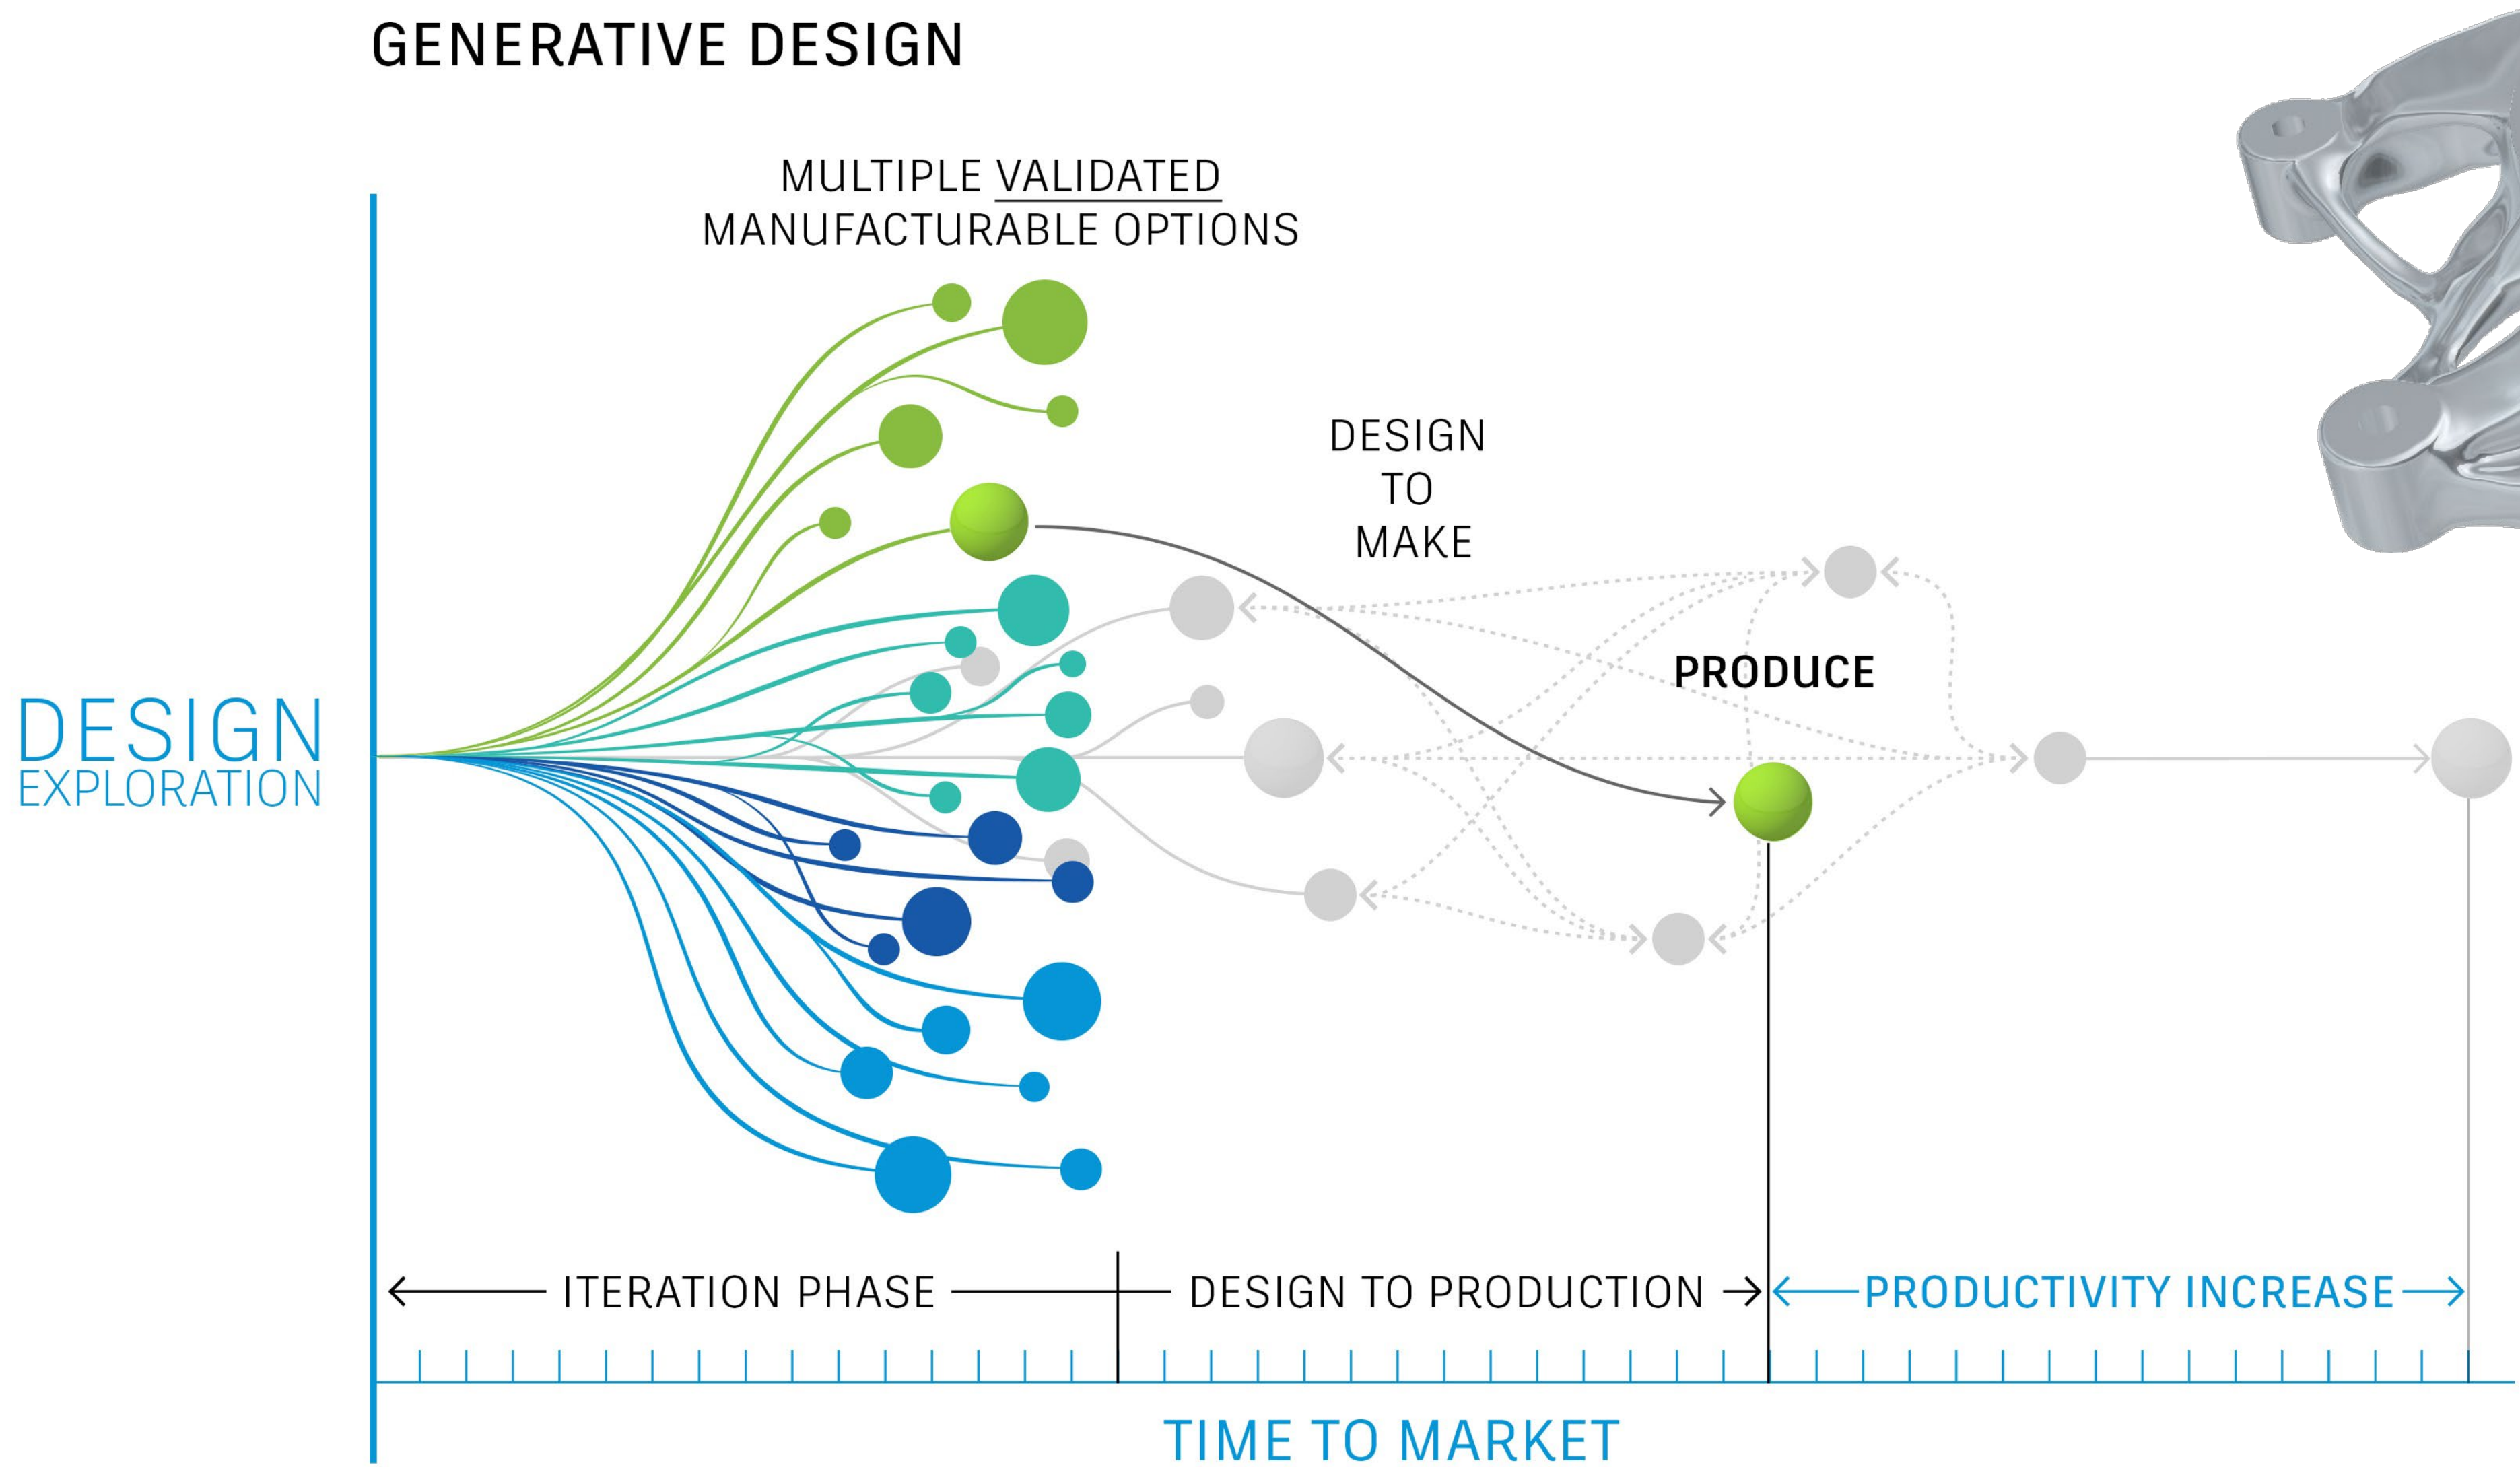 GENERATIVE DESIGN
MULTIPLE VALIDATED
MANUFACTURABLE OPTIONS
DESIGN
TO
MAKE
PRODUCE
DESIGN
EXPLORATION
ITERATION PHASE
DESIGN TO PRODUCTION
PRODUCTIVITY INCREASE
TIME TO MARKET